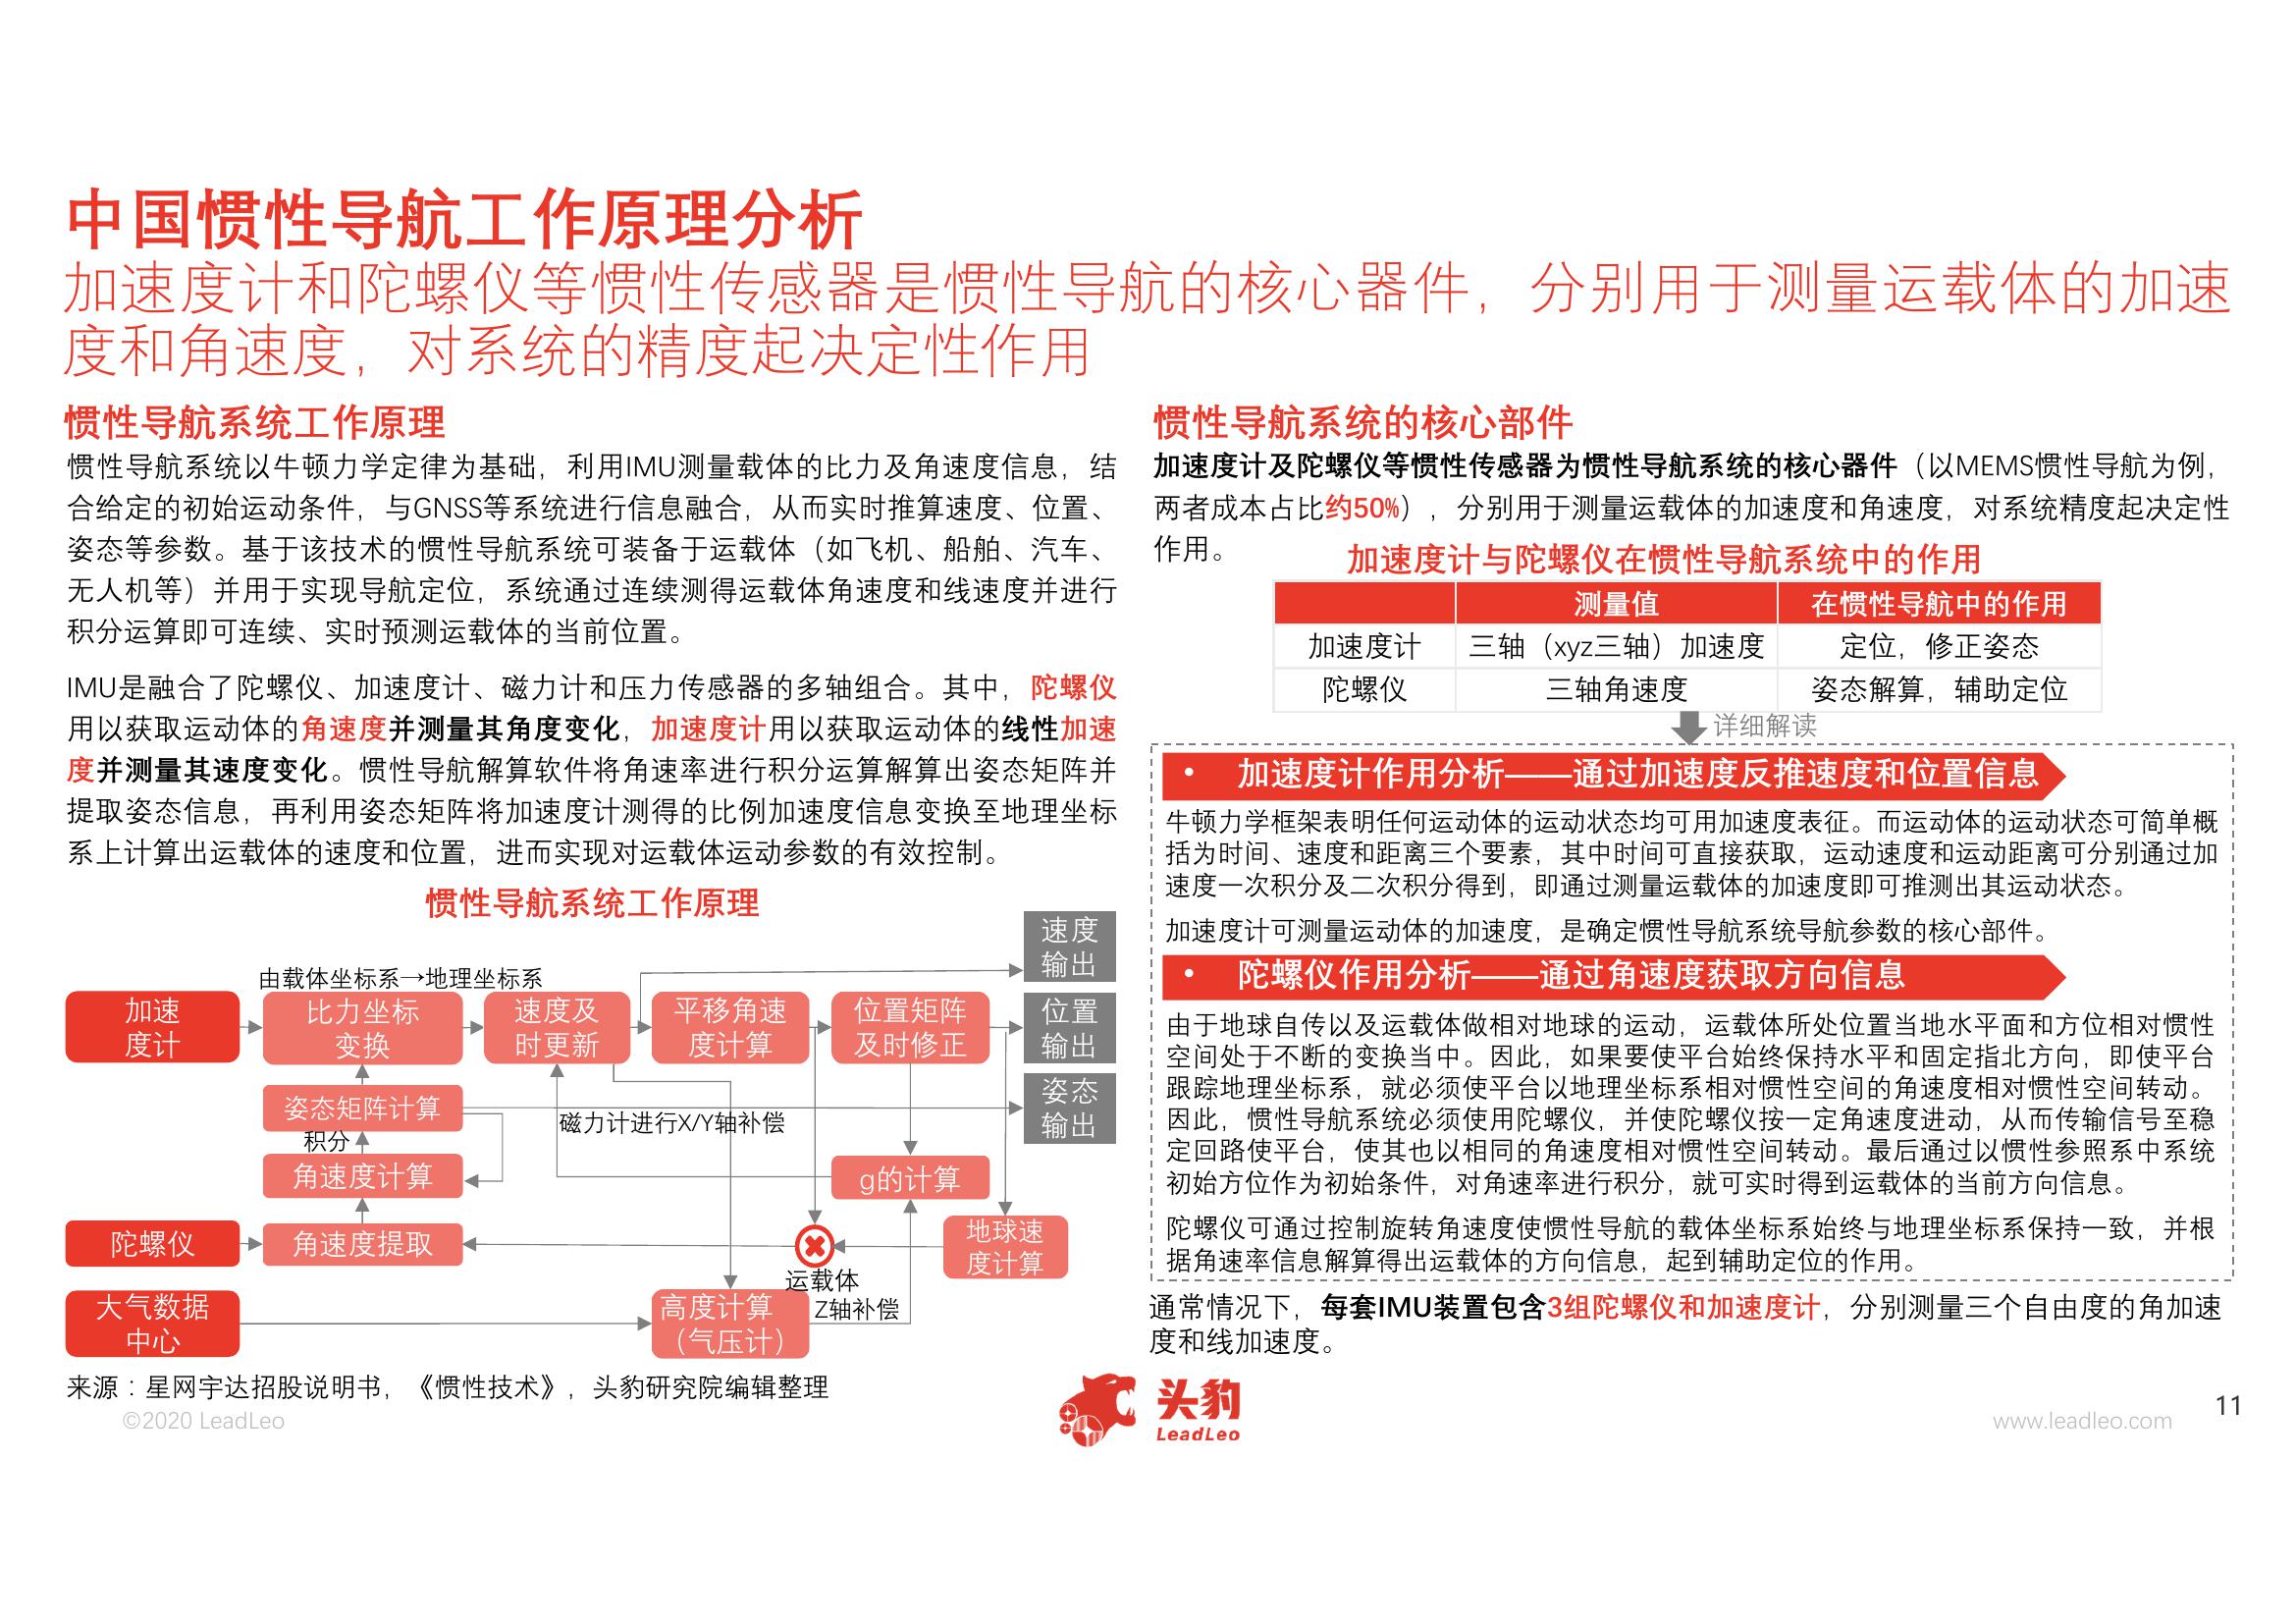 中国惯性导航工作原理分析
加速度计和陀螺仪等惯性传感器是惯性导航的核心器件，分别用于测量运载体的加速
度和角速度，对系统的精度起决定性作用
惯性导航系统工作原理
惯性导航系统以牛顿力学定律为基础，利用IMU测量载体的比力及角速度信息，结
合给定的初始运动条件，与GNSS等系统进行信息融合，从而实时推算速度、位置、
姿态等参数。基于该技术的惯性导航系统可装备于运载体（如飞机、船舶、汽车、
无人机等）并用于实现导航定位，系统通过连续测得运载体角速度和线速度并进行
积分运算即可连续、实时预测运载体的当前位置。
IMU是融合了陀螺仪、加速度计、磁力计和压力传感器的多轴组合。其中，陀螺仪
用以获取运动体的角速度并测量其角度变化，加速度计用以获取运动体的线性加速
度并测量其速度变化。惯性导航解算软件将角速率进行积分运算解算出姿态矩阵并
提取姿态信息，再利用姿态矩阵将加速度计测得的比例加速度信息变换至地理坐标
系上计算出运载体的速度和位置，进而实现对运载体运动参数的有效控制。
惯性导航系统工作原理
速度
输出
由载体坐标系→地理坐标系
加速
度计
比力坐标
变换
速度及
时更新
平移角速
度计算
位置矩阵
及时修正
位置
输出
姿态矩阵计算
姿态
输出
磁力计进行X/Y轴补偿
积分
角速度计算
g的计算
陀螺仪
角速度提取
地球速
度计算
运载体
Z轴补偿
大气数据
中心
高度计算
（气压计）
来源：星网宇达招股说明书，《惯性技术》，头豹研究院编辑整理
惯性导航系统的核心部件
加速度计及陀螺仪等惯性传感器为惯性导航系统的核心器件（以MEMS惯性导航为例，
两者成本占比约50%），分别用于测量运载体的加速度和角速度，对系统精度起决定性
作用。
加速度计与陀螺仪在惯性导航系统中的作用
测量值 在惯性导航中的作用
加速度计 三轴（xyz三轴）加速度 定位，修正姿态
陀螺仪 三轴角速度 姿态解算，辅助定位
详细解读
• 加速度计作用分析——通过加速度反推速度和位置信息
牛顿力学框架表明任何运动体的运动状态均可用加速度表征。而运动体的运动状态可简单概
括为时间、速度和距离三个要素，其中时间可直接获取，运动速度和运动距离可分别通过加
速度一次积分及二次积分得到，即通过测量运载体的加速度即可推测出其运动状态。
加速度计可测量运动体的加速度，是确定惯性导航系统导航参数的核心部件。
• 陀螺仪作用分析——通过角速度获取方向信息
由于地球自传以及运载体做相对地球的运动，运载体所处位置当地水平面和方位相对惯性
空间处于不断的变换当中。因此，如果要使平台始终保持水平和固定指北方向，即使平台
跟踪地理坐标系，就必须使平台以地理坐标系相对惯性空间的角速度相对惯性空间转动。
因此，惯性导航系统必须使用陀螺仪，并使陀螺仪按一定角速度进动，从而传输信号至稳
定回路使平台，使其也以相同的角速度相对惯性空间转动。最后通过以惯性参照系中系统
初始方位作为初始条件，对角速率进行积分，就可实时得到运载体的当前方向信息。
陀螺仪可通过控制旋转角速度使惯性导航的载体坐标系始终与地理坐标系保持一致，并根
据角速率信息解算得出运载体的方向信息，起到辅助定位的作用。
通常情况下，每套IMU装置包含3组陀螺仪和加速度计，分别测量三个自由度的角加速
度和线加速度。
©2020 LeadLeo
头豹
LeadLeo
www.leadleo.com
11